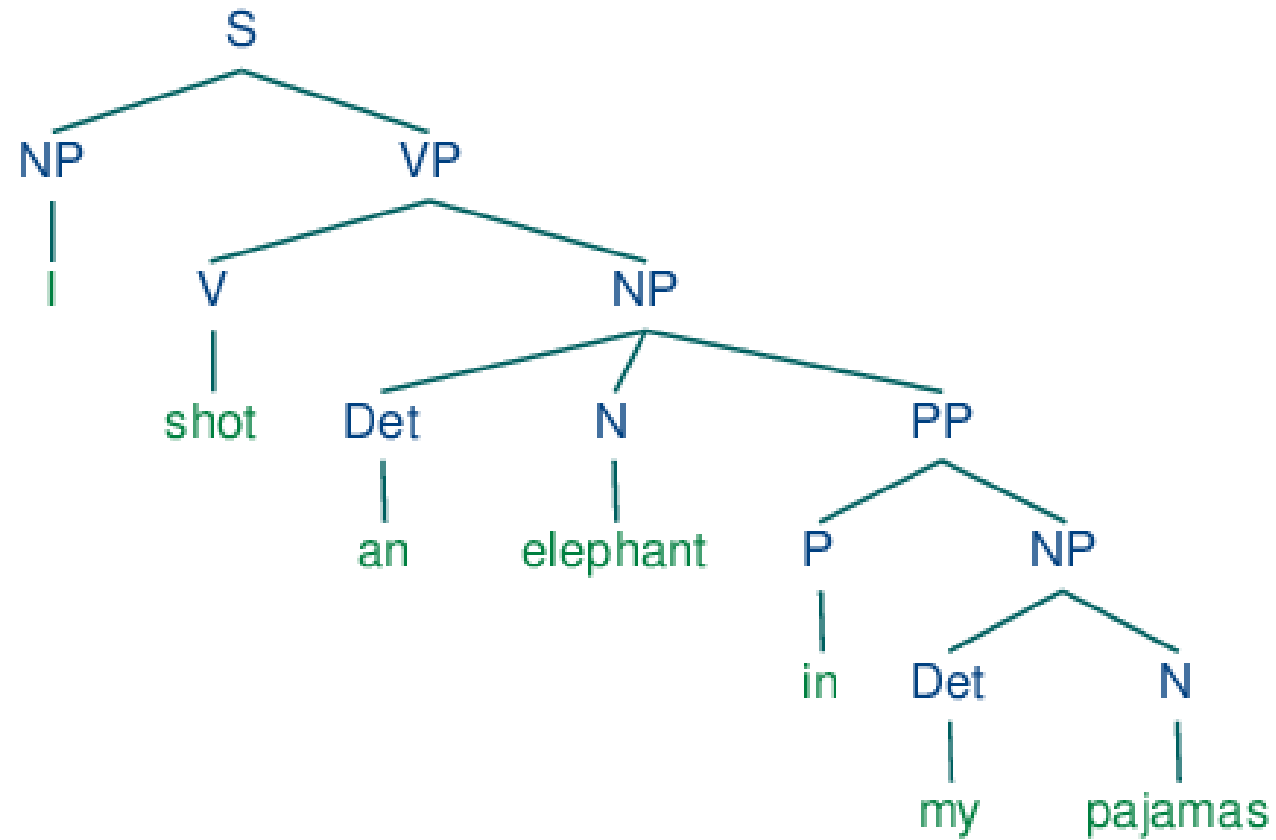 S
NP VP
I V NP
shot Det N PP
an elephant P NP
in Det N
my pajamas